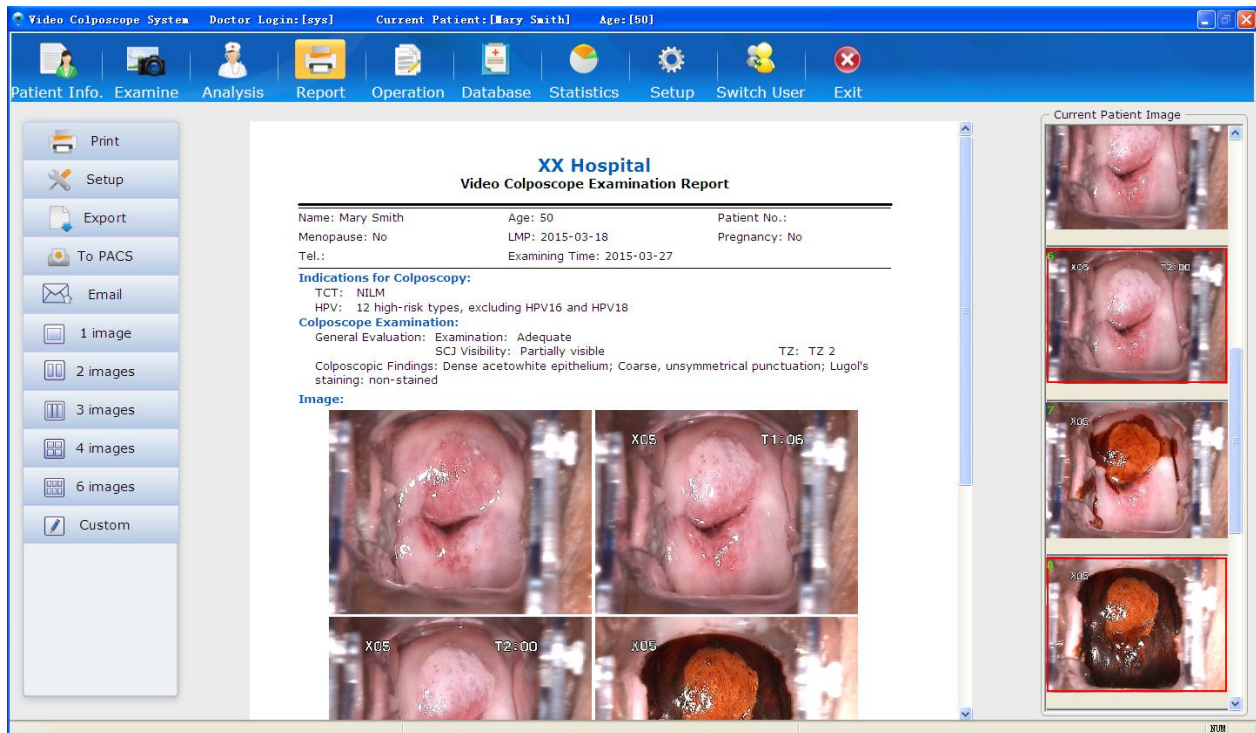 Video Colposcope System Doctor Login:[sys] Current Patient:[Mary Smith] Age:[50]
Patient Info. Examine Analysis Report Operation Database Statistics Setup Switch User Exit
Print
Setup
Export
To PACS
Email
1 image
2 images
3 images
4 images
6 images
Custom
XX Hospital
Video Colposcope Examination Report
Name: Mary Smith Age: 50 Patient No.:
Menopause: No LMP: 2015-03-18 Pregnancy: No
Tel.: Examining Time: 2015-03-27
Indications for Colposcopy:
TCT: NILM
HPV: 12 high-risk types, excluding HPV16 and HPV18
Colposcope Examination:
General Evaluation: Examination: Adequate
SCJ Visibility: Partially visible TZ: TZ 2
Colposcopic Findings: Dense acetowhite epithelium; Coarse, unsymmetrical punctuation; Lugol's
staining: non-stained
Image:
X05 T1:06
X05 T2:00
X05
Current Patient Image
6
X05 T2:00
7
X05
8
X05
NUM